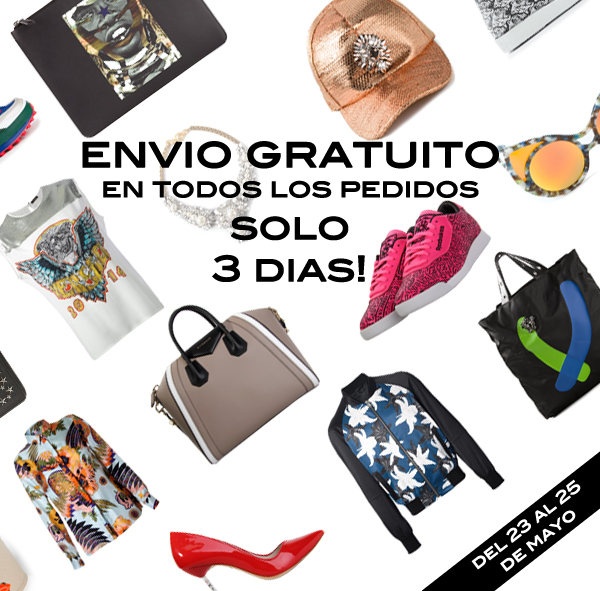 ENVIO GRATUITO
EN TODOS LOS PEDIDOS
SOLO
3 DIAS!
DEL 23 AL 25
DE MAYO